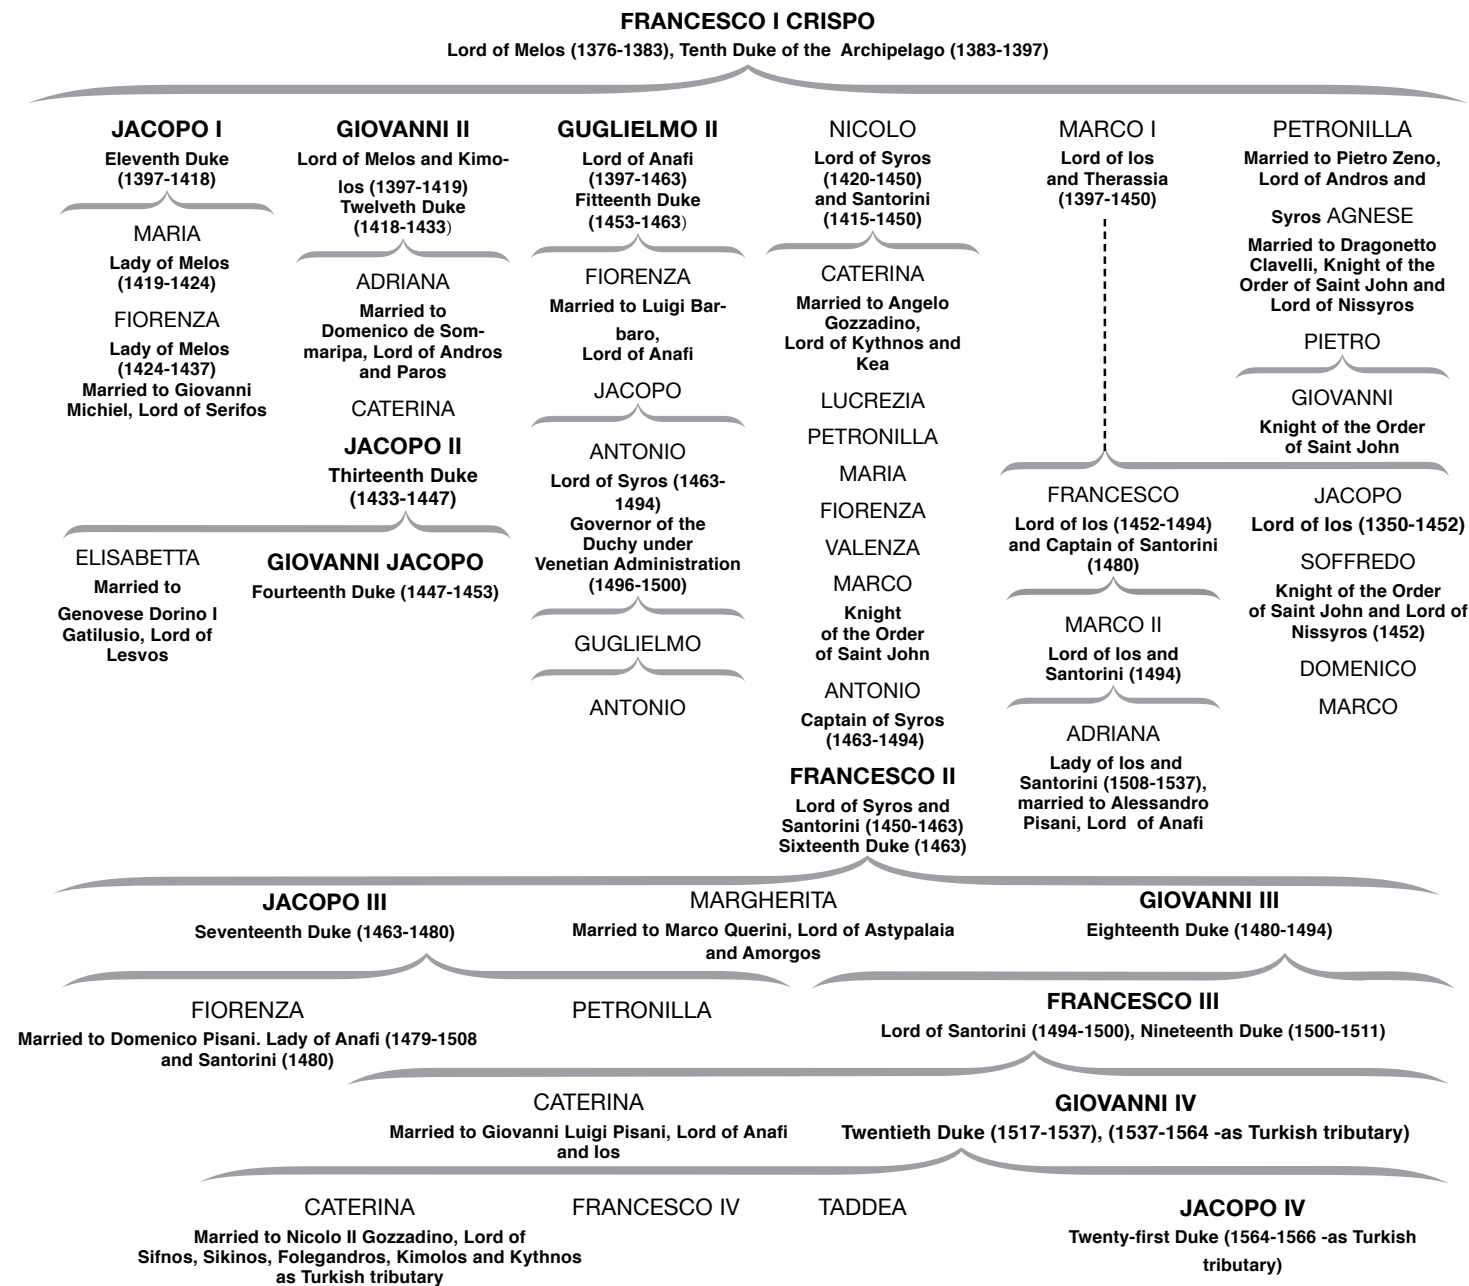 FRANCESCO I CRISPO
Lord of Melos (1376-1383), Tenth Duke of the Archipelago (1383-1397)
JACOPO I
Eleventh Duke
(1397-1418)
MARIA
Lady of Melos
(1419-1424)
FIORENZA
Lady of Melos
(1424-1437)
Married to Giovanni
Michiel, Lord of Serifos
GIOVANNI II
Lord of Melos and Kimo-
los (1397-1419)
Twelveth Duke
(1418-1433)
ADRIANA
Married to
Domenico de Som-
maripa, Lord of Andros
and Paros
CATERINA
JACOPO II
Thirteenth Duke
(1433-1447)
ELISABETTA
Married to
Genovese Dorino I
Gatilusio, Lord of
Lesvos
GIOVANNI JACOPO
Fourteenth Duke (1447-1453)
GUGLIELMO II
Lord of Anafi
(1397-1463)
Fitteenth Duke
(1453-1463)
FIORENZA
Married to Luigi Bar-
baro,
Lord of Anafi
JACOPO
ANTONIO
Lord of Syros (1463-
1494)
Governor of the
Duchy under
Venetian Administration
(1496-1500)
GUGLIELMO
ANTONIO
NICOLO
Lord of Syros
(1420-1450)
and Santorini
(1415-1450)
CATERINA
Married to Angelo
Gozzadino,
Lord of Kythnos and
Kea
LUCREZIA
PETRONILLA
MARIA
FIORENZA
VALENZA
MARCO
Knight
of the Order
of Saint John
ANTONIO
Captain of Syros
(1463-1494)
FRANCESCO II
Lord of Syros and
Santorini (1450-1463)
Sixteenth Duke (1463)
MARCO I
Lord of Ios
and Therassia
(1397-1450)
FRANCESCO
Lord of Ios (1452-1494)
and Captain of Santorini
(1480)
MARCO II
Lord of Ios and
Santorini (1494)
ADRIANA
Lady of Ios and
Santorini (1508-1537),
married to Alessandro
Pisani, Lord of Anafi
PETRONILLA
Married to Pietro Zeno,
Lord of Andros and
Syros AGNESE
Married to Dragonetto
Clavelli, Knight of the
Order of Saint John and
Lord of Nissyros
PIETRO
GIOVANNI
Knight of the Order
of Saint John
JACOPO
Lord of Ios (1350-1452)
SOFFREDO
Knight of the Order
of Saint John and Lord of
Nissyros (1452)
DOMENICO
MARCO
JACOPO III
Seventeenth Duke (1463-1480)
MARGHERITA
Married to Marco Querini, Lord of Astypalaia
and Amorgos
GIOVANNI III
Eighteenth Duke (1480-1494)
FIORENZA
Married to Domenico Pisani. Lady of Anafi (1479-1508
and Santorini (1480)
PETRONILLA
FRANCESCO III
Lord of Santorini (1494-1500), Nineteenth Duke (1500-1511)
CATERINA
Married to Giovanni Luigi Pisani, Lord of Anafi
and Ios
GIOVANNI IV
Twentieth Duke (1517-1537), (1537-1564 -as Turkish tributary)
CATERINA
Married to Nicolo II Gozzadino, Lord of
Sifnos, Sikinos, Folegandros, Kimolos and Kythnos
as Turkish tributary
FRANCESCO IV
TADDEA
JACOPO IV
Twenty-first Duke (1564-1566 -as Turkish
tributary)